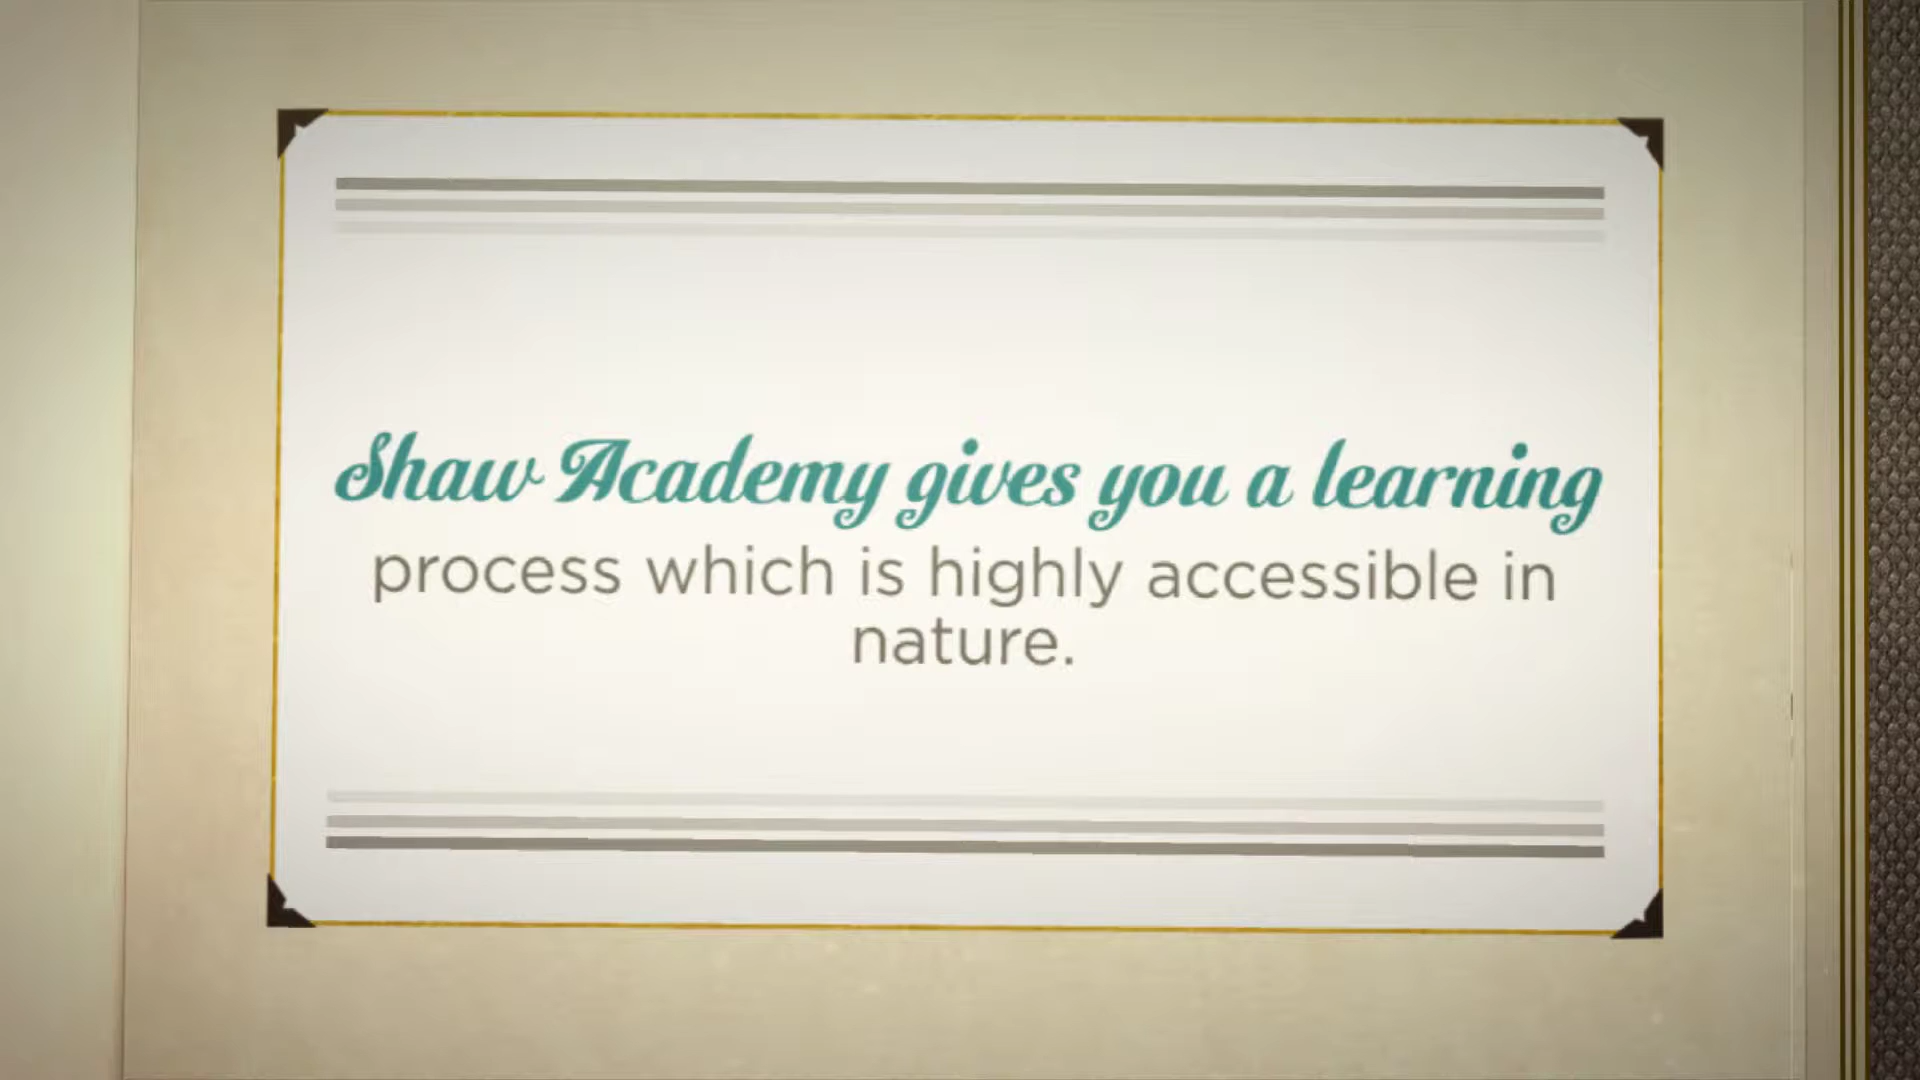 Shaw Academy gives you a learning
process which is highly accessible in
nature.